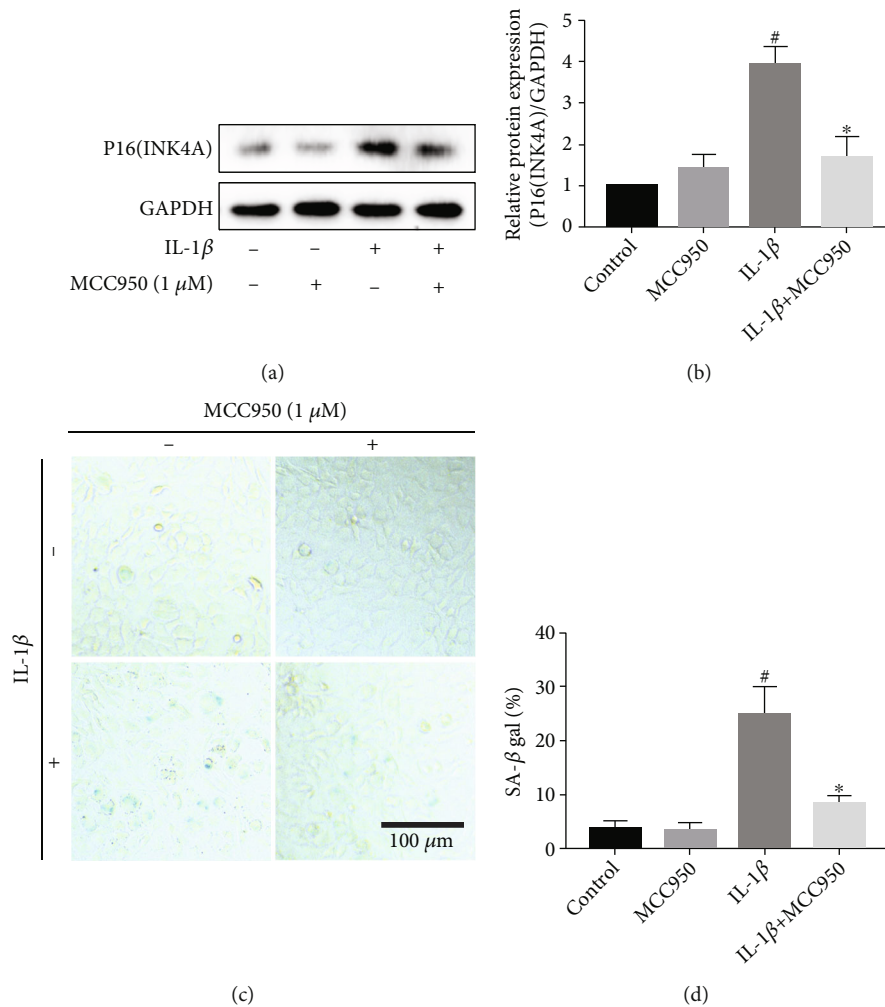 P16(INK4A)
GAPDH
IL-1β – – + +
MCC950 (1 μM) – + – +
(a)
Relative protein expression
(P16(INK4A)/GAPDH)
5
4
3
2
1
0
#
*
Control
MCC950
IL-1β
IL-1β+MCC950
(b)
MCC950 (1 μM)
– +
IL-1β
–
+
100 μm
(c)
SA-β gal (%)
40
30
20
10
0
#
*
Control
MCC950
IL-1β
IL-1β+MCC950
(d)